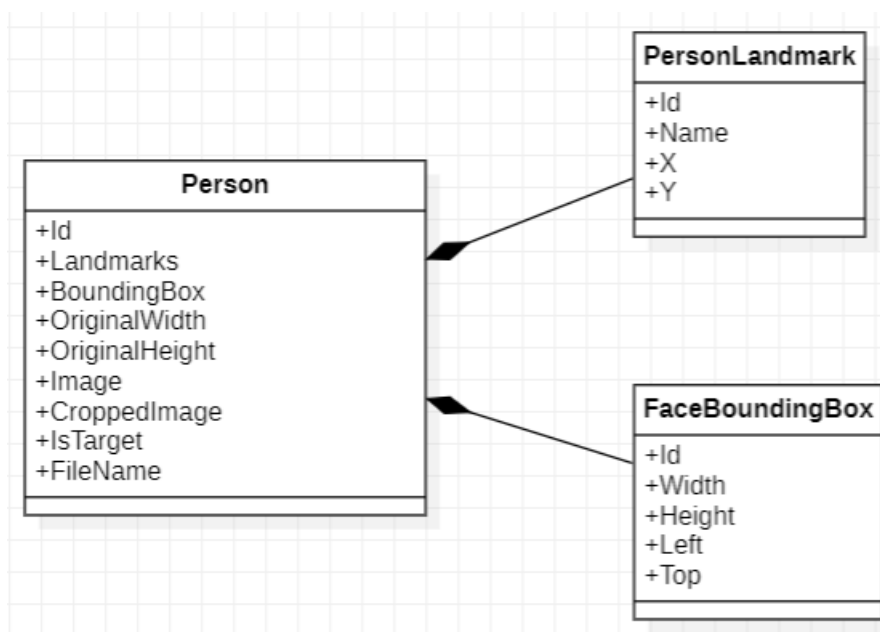 Person
+Id
+Landmarks
+BoundingBox
+OriginalWidth
+OriginalHeight
+Image
+CroppedImage
+IsTarget
+FileName
PersonLandmark
+Id
+Name
+X
+Y
FaceBoundingBox
+Id
+Width
+Height
+Left
+Top